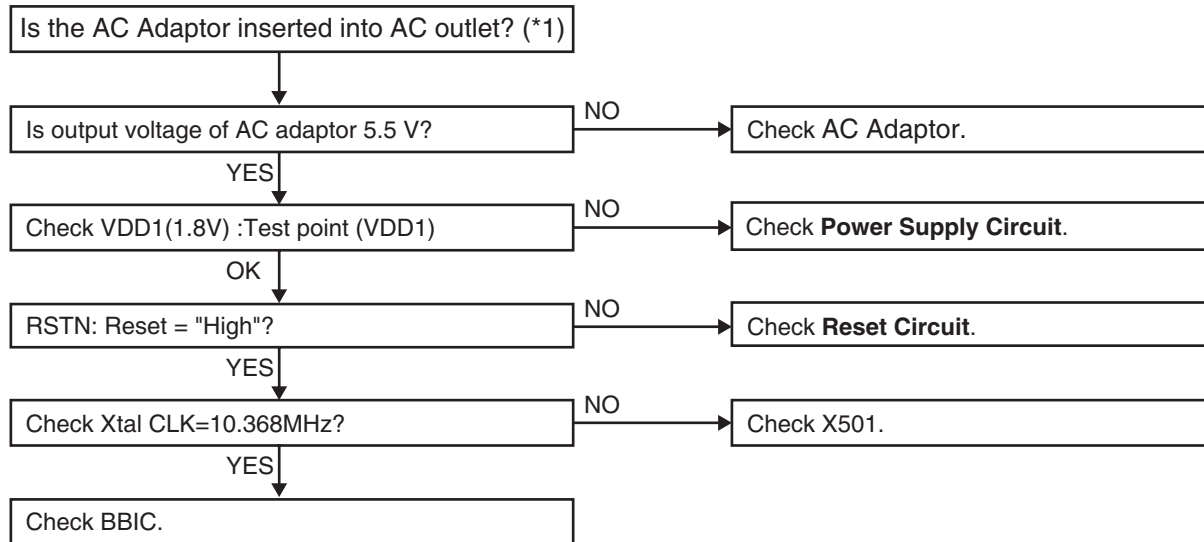 Is the AC Adaptor inserted into AC outlet? (*1)
Is output voltage of AC adaptor 5.5 V?
NO
Check AC Adaptor.
YES
Check VDD1(1.8V) :Test point (VDD1)
NO
Check Power Supply Circuit.
OK
RSTN: Reset = "High"?
NO
Check Reset Circuit.
YES
Check Xtal CLK=10.368MHz?
NO
Check X501.
YES
Check BBIC.